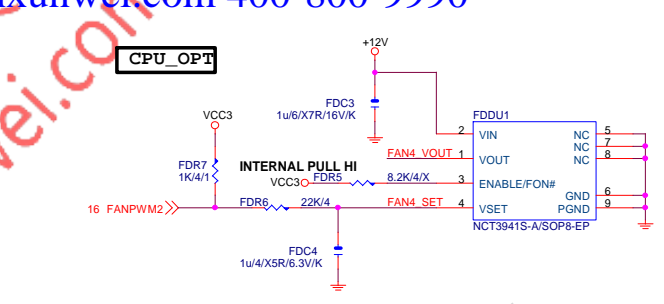 xunwei.com 400-800-9990
ei.com
CPU_OPT
+12V
FDC3
1u/6/X7R/16V/K
FDDU1
VCC3
2 VIN NC 5
NC 7
FAN4_VOUT 1 VOUT NC 8
FDR7
1K/4/1
INTERNAL PULL HI
VCC3 FDR5 8.2K/4/X 3 ENABLE/FON#
GND 6
16 FANPWM2 FDR6 22K/4 FAN4_SET 4 VSET PGND 9
NCT3941S-A/SOP8-EP
FDC4
1u/4/X5R/6.3V/K